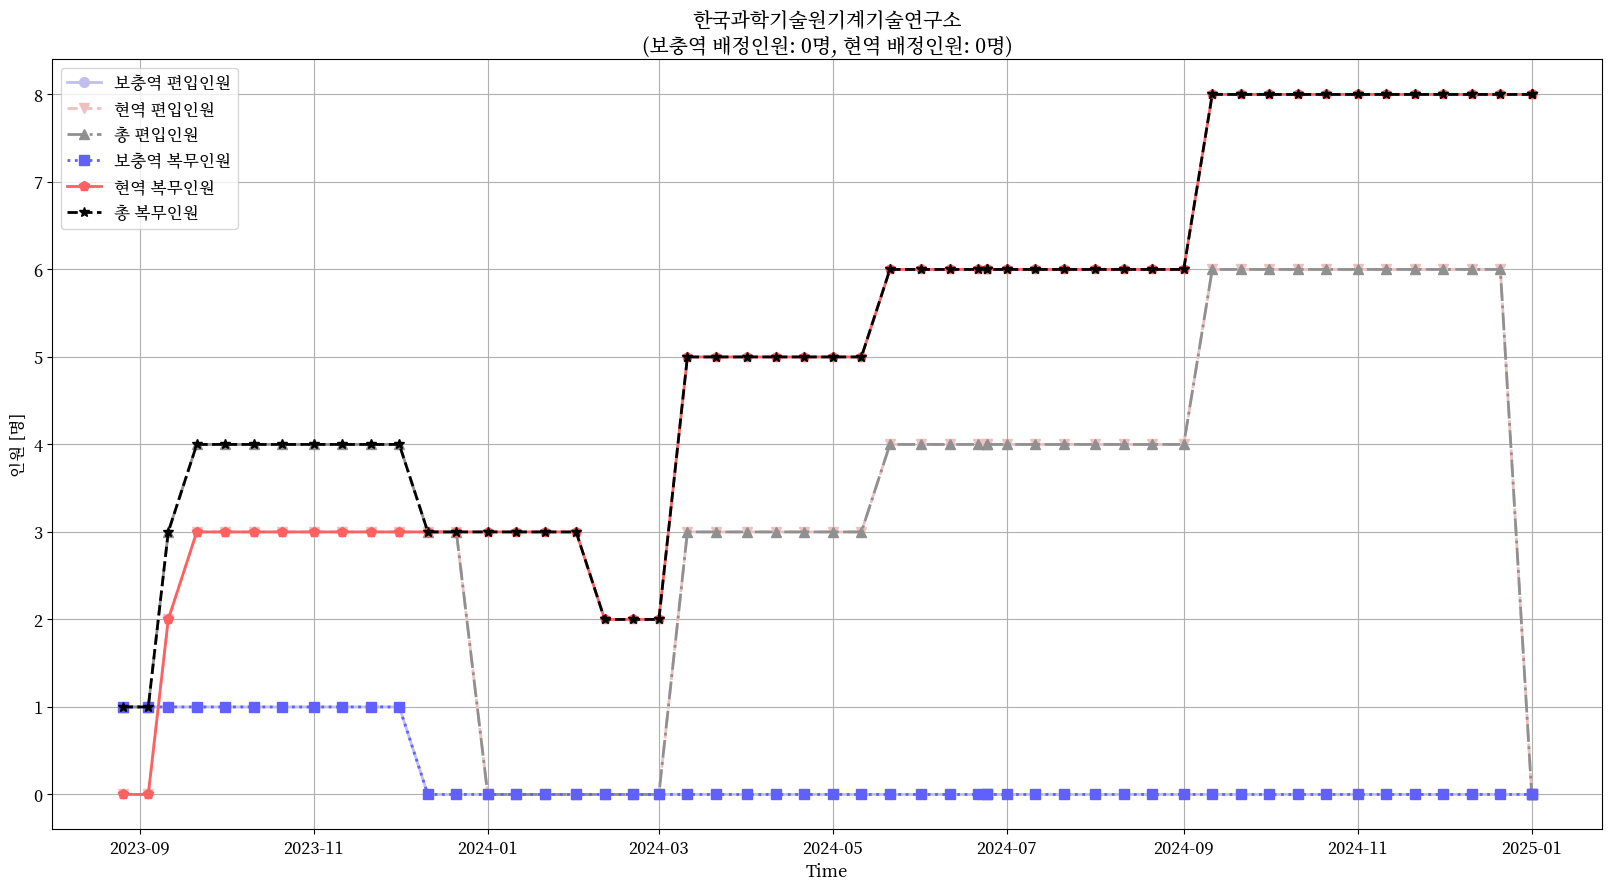 한국과학기술원기계기술연구소
(보충역 배정인원: 0명, 현역 배정인원: 0명)
보충역 편입인원
현역 편입인원
총 편입인원
보충역 복무인원
현역 복무인원
총 복무인원
인원 [명]
8
7
6
5
4
3
2
1
0
2023-09
2023-11
2024-01
2024-03
2024-05
2024-07
2024-09
2024-11
2025-01
Time